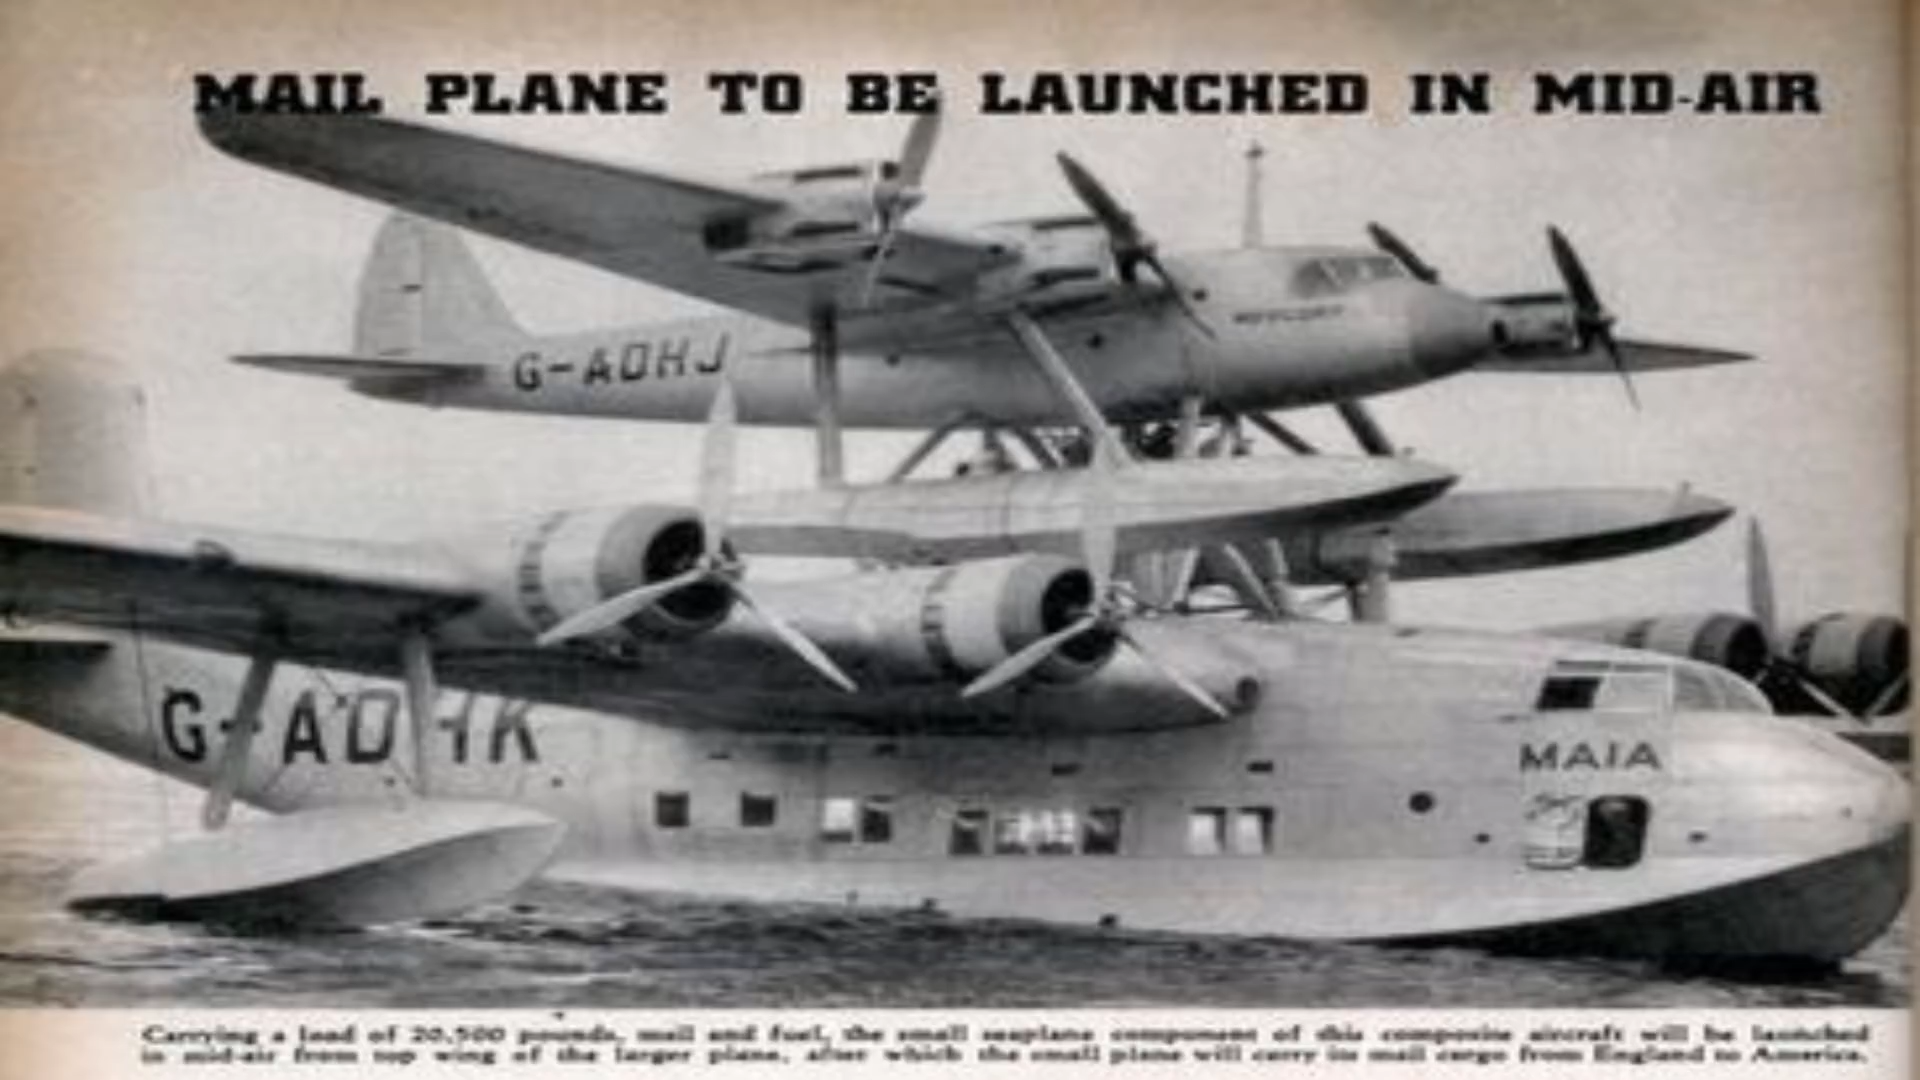 MAIL PLANE TO BE LAUNCHED IN MID-AIR
MERCURY
G-ADHJ
G-ADHK
MAIA
Carrying a load of 20,500 pounds, mail and fuel, the small seaplane component of this composite aircraft will be launched
in mid-air from top wing of the larger plane, after which the small plane will carry its mail cargo from England to America.